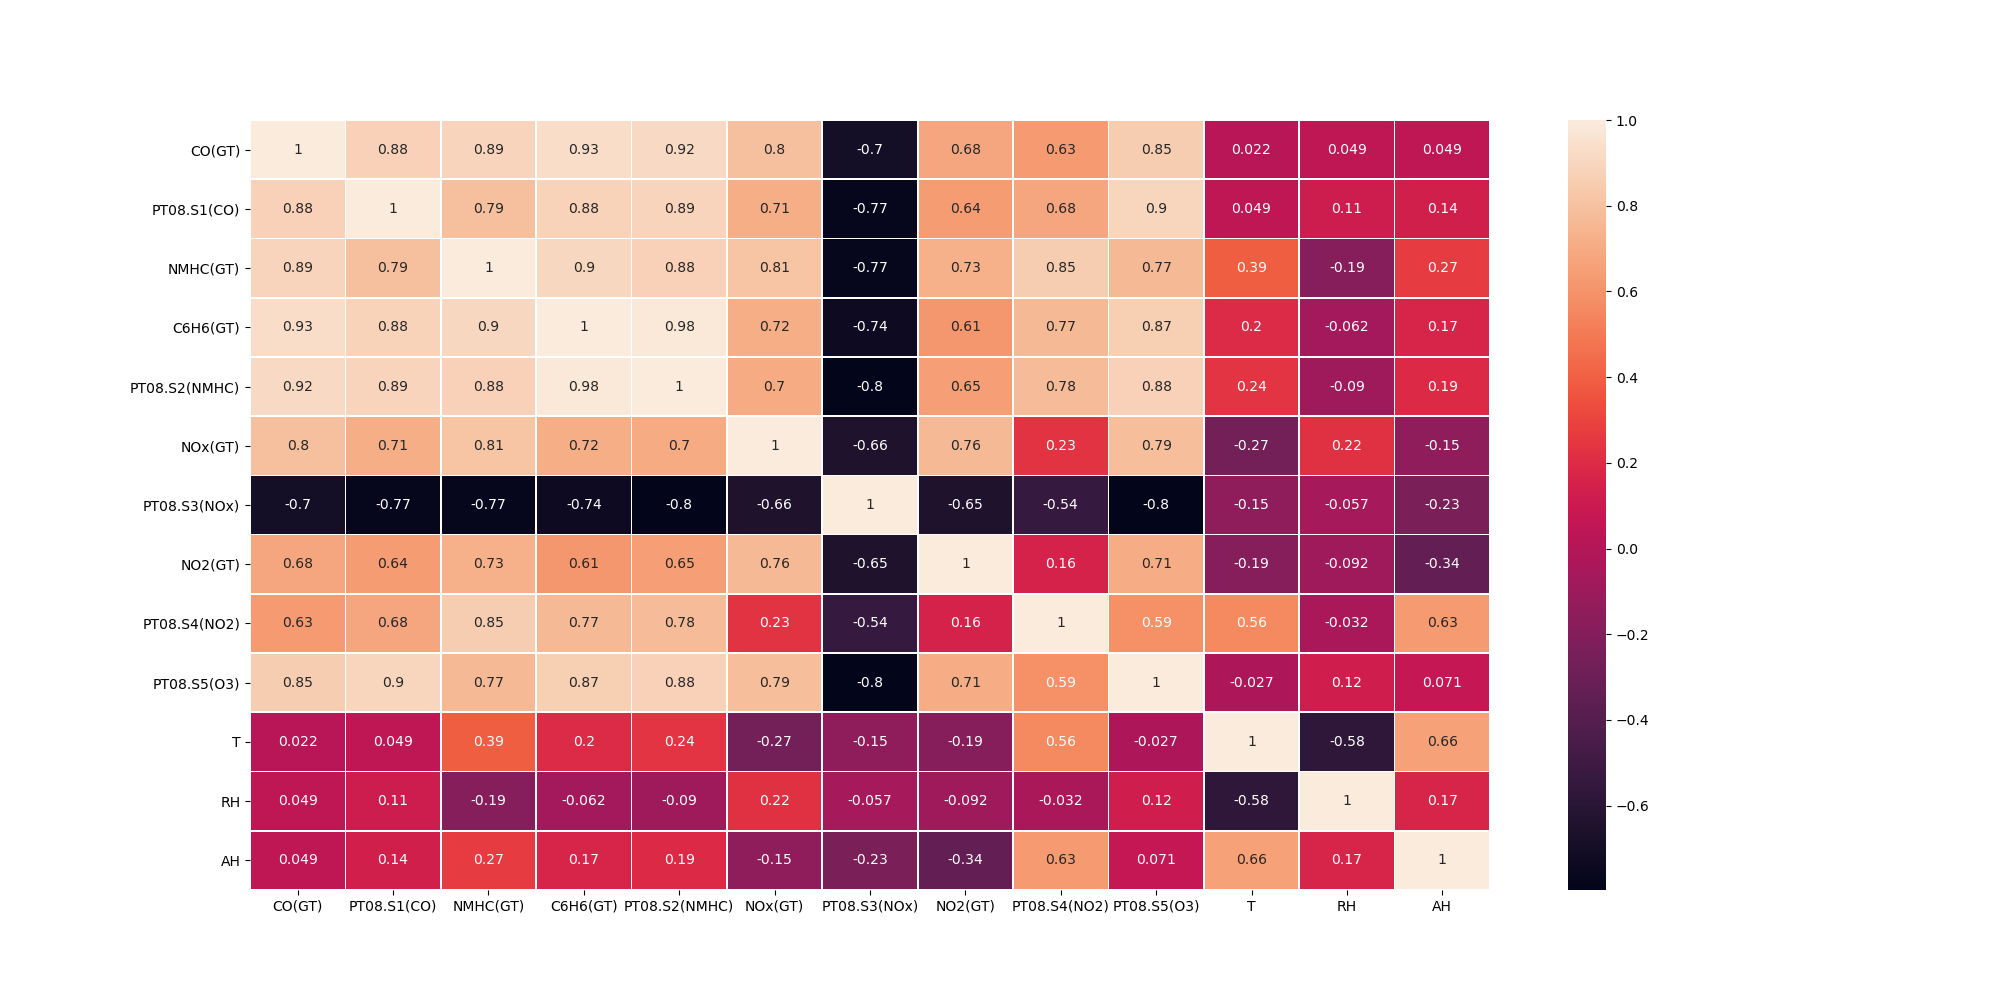 CO(GT) 1 0.88 0.89 0.93 0.92 0.8 -0.7 0.68 0.63 0.85 0.022 0.049 0.049
PT08.S1(CO) 0.88 1 0.79 0.88 0.89 0.71 -0.77 0.64 0.68 0.9 0.049 0.11 0.14
NMHC(GT) 0.89 0.79 1 0.9 0.88 0.81 -0.77 0.73 0.85 0.77 0.39 -0.19 0.27
C6H6(GT) 0.93 0.88 0.9 1 0.98 0.72 -0.74 0.61 0.77 0.87 0.2 -0.062 0.17
PT08.S2(NMHC) 0.92 0.89 0.88 0.98 1 0.7 -0.8 0.65 0.78 0.88 0.24 -0.09 0.19
NOx(GT) 0.8 0.71 0.81 0.72 0.7 1 -0.66 0.76 0.23 0.79 -0.27 0.22 -0.15
PT08.S3(NOx) -0.7 -0.77 -0.77 -0.74 -0.8 -0.66 1 -0.65 -0.54 -0.8 -0.15 -0.057 -0.23
NO2(GT) 0.68 0.64 0.73 0.61 0.65 0.76 -0.65 1 0.16 0.71 -0.19 -0.092 -0.34
PT08.S4(NO2) 0.63 0.68 0.85 0.77 0.78 0.23 -0.54 0.16 1 0.59 0.56 -0.032 0.63
PT08.S5(O3) 0.85 0.9 0.77 0.87 0.88 0.79 -0.8 0.71 0.59 1 -0.027 0.12 0.071
T 0.022 0.049 0.39 0.2 0.24 -0.27 -0.15 -0.19 0.56 -0.027 1 -0.58 0.66
RH 0.049 0.11 -0.19 -0.062 -0.09 0.22 -0.057 -0.092 -0.032 0.12 -0.58 1 0.17
AH 0.049 0.14 0.27 0.17 0.19 -0.15 -0.23 -0.34 0.63 0.071 0.66 0.17 1
CO(GT) PT08.S1(CO) NMHC(GT) C6H6(GT) PT08.S2(NMHC) NOx(GT) PT08.S3(NOx) NO2(GT) PT08.S4(NO2) PT08.S5(O3) T RH AH
1.0
0.8
0.6
0.4
0.2
0.0
−0.2
−0.4
−0.6